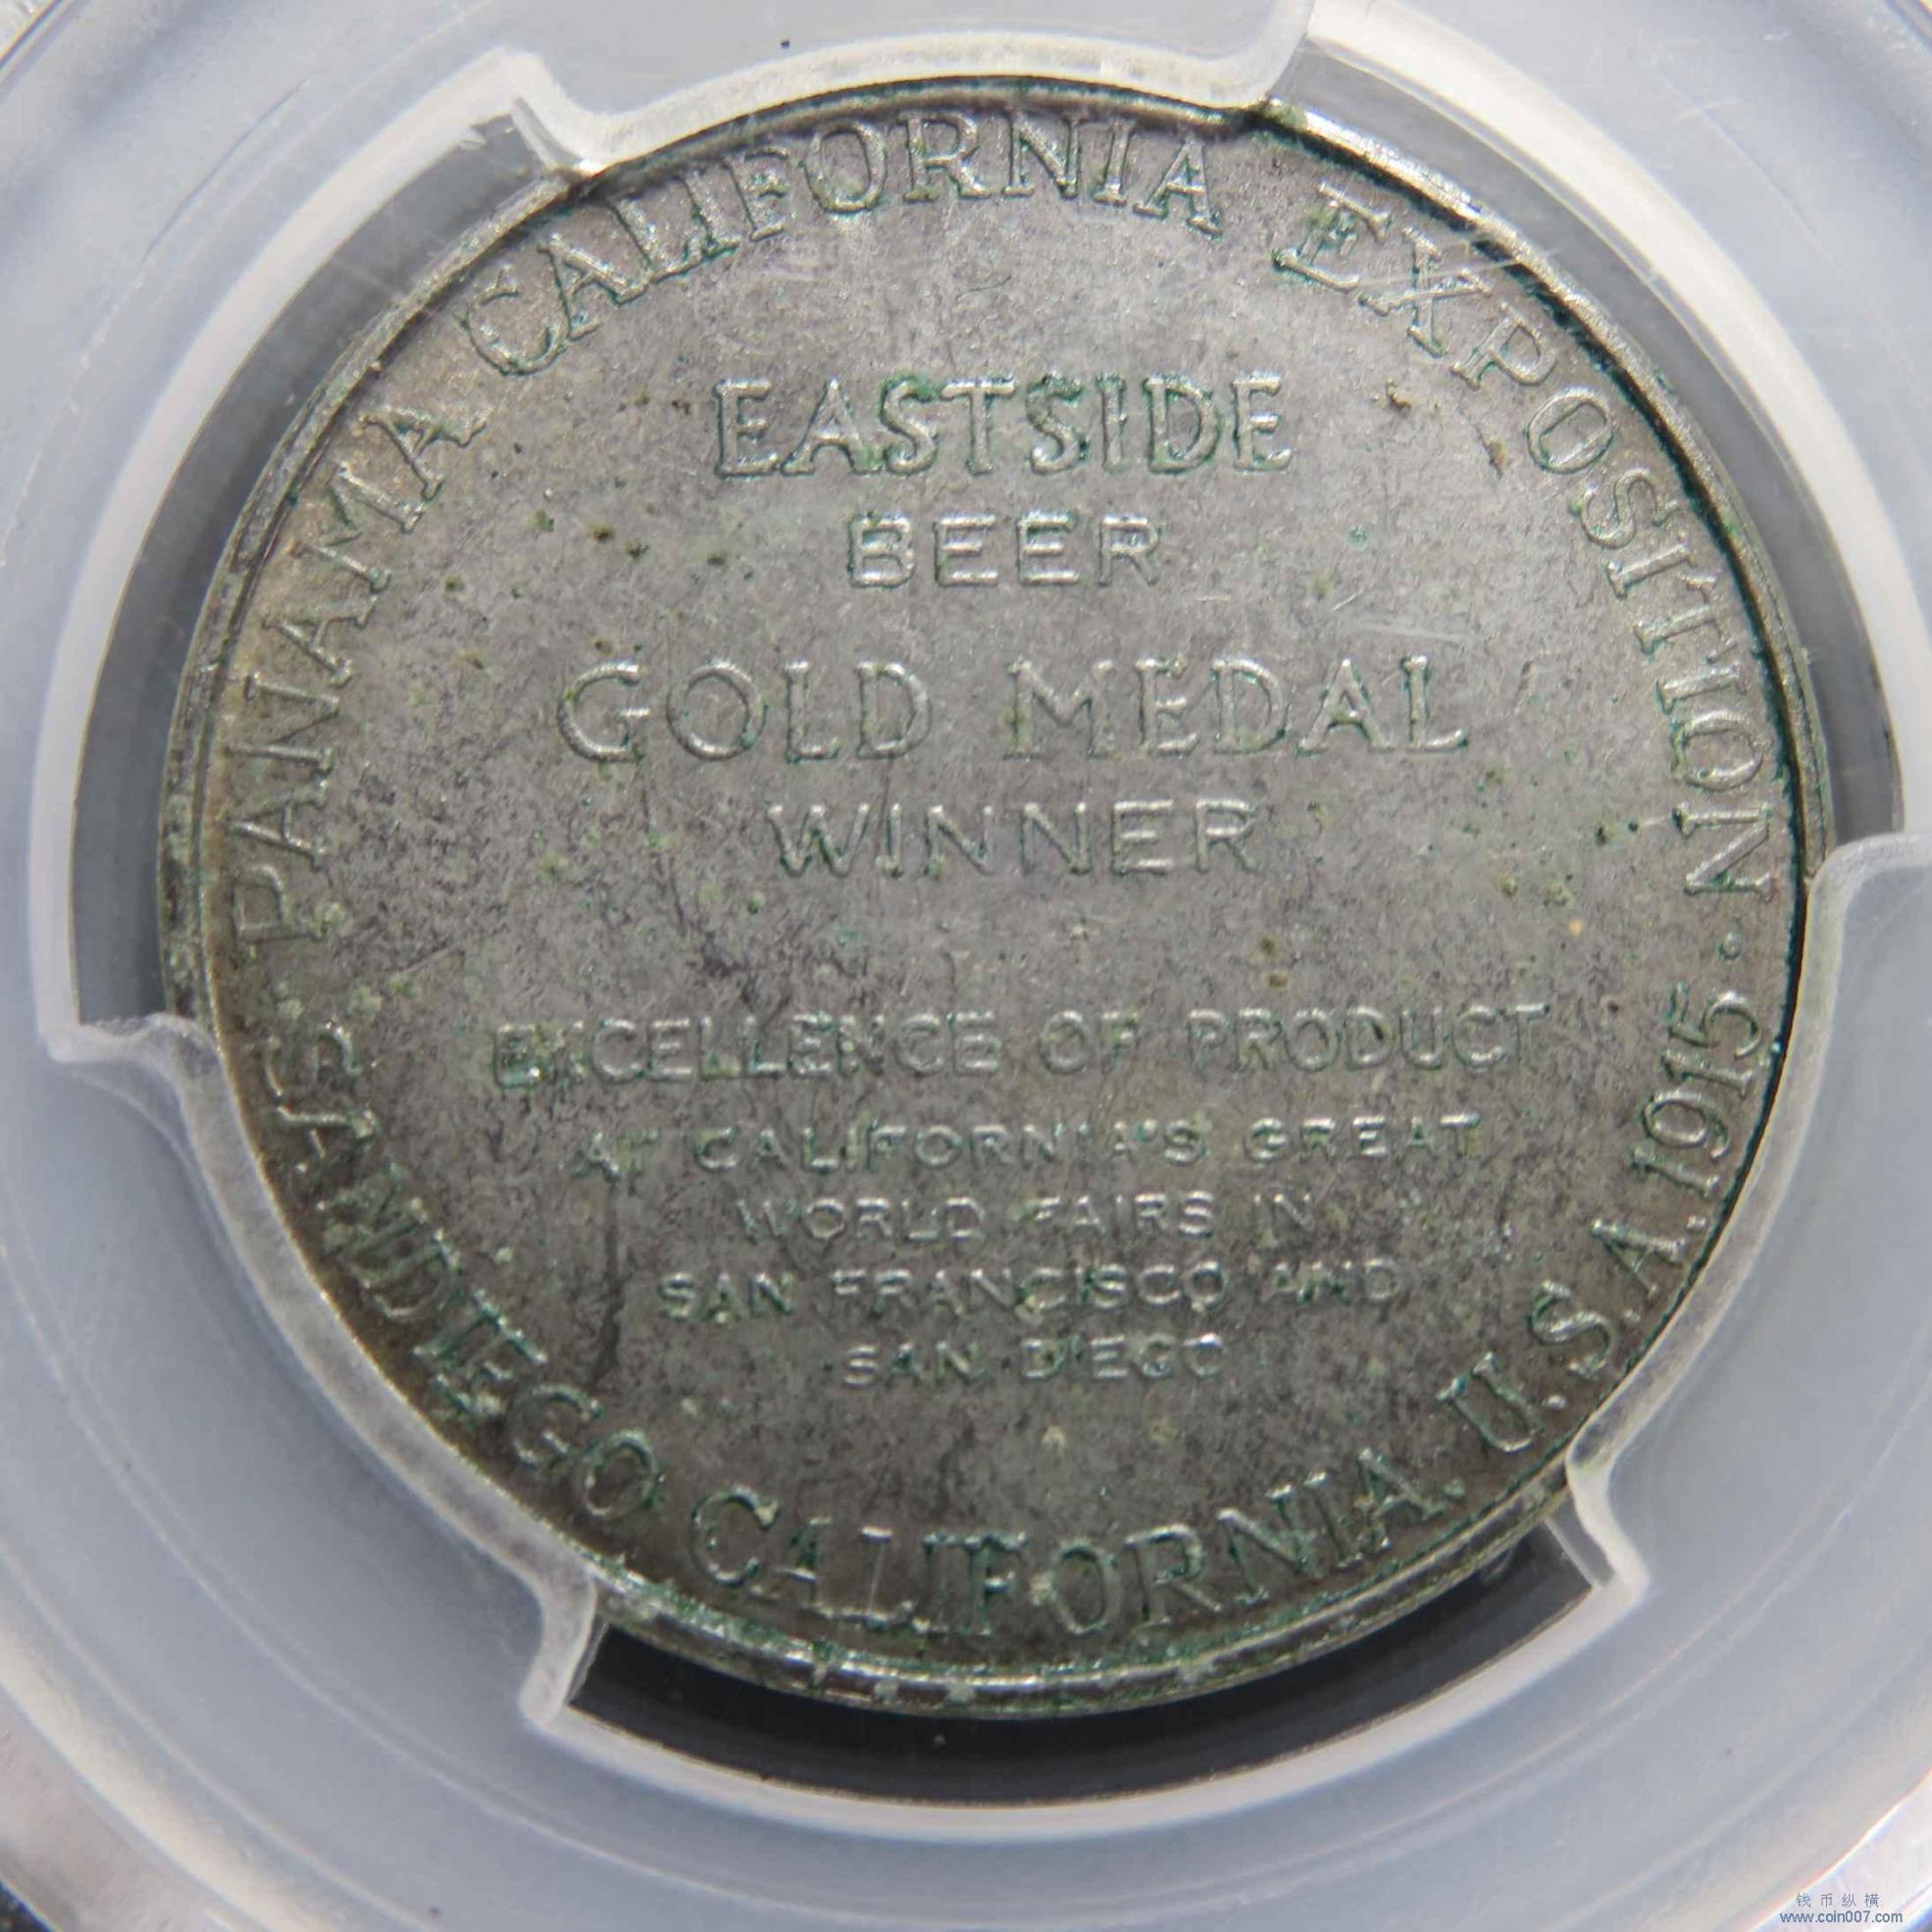 PANAMA CALIFORNIA EXPOSITION ·
EASTSIDE
BEER
GOLD MEDAL
WINNER
EXCELLENCE OF PRODUCT
AT CALIFORNIA'S GREAT
WORLD FAIRS IN
SAN FRANCISCO AND
SAN DIEGO
· SAN DIEGO CALIFORNIA. U.S.A. 1915
钱币纵横
www.coin007.com